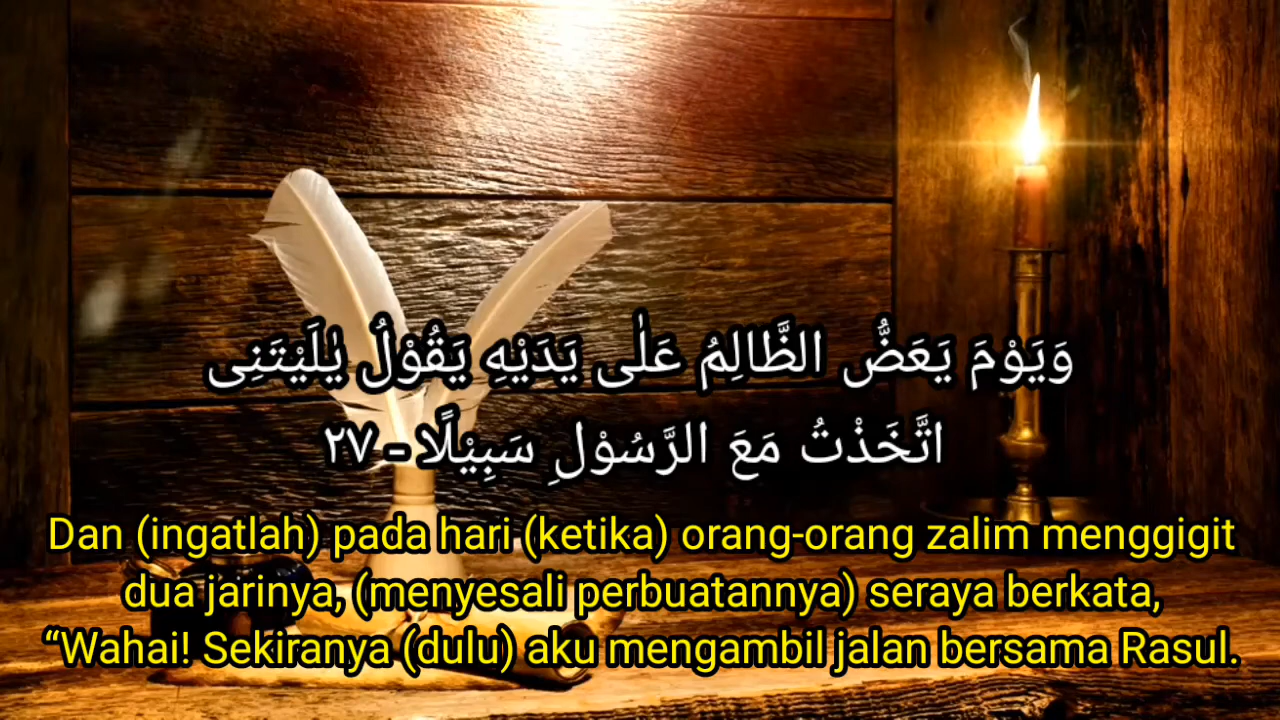 وَيَوْمَ يَعَضُّ الظَّالِمُ عَلٰى يَدَيْهِ يَقُوْلُ يٰلَيْتَنِى
اتَّخَذْتُ مَعَ الرَّسُوْلِ سَبِيْلًا - ٢٧
Dan (ingatlah) pada hari (ketika) orang-orang zalim menggigit
dua jarinya, (menyesali perbuatannya) seraya berkata,
“Wahai! Sekiranya (dulu) aku mengambil jalan bersama Rasul.